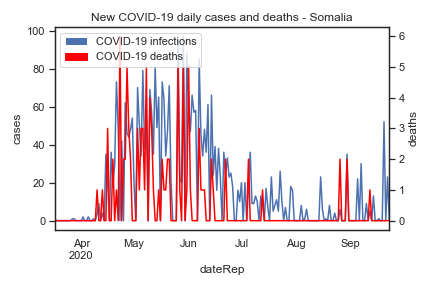 New COVID-19 daily cases and deaths - Somalia
COVID-19 infections
COVID-19 deaths
100
80
60
40
20
0
cases
6
5
4
3
2
1
0
deaths
Apr May Jun Jul Aug Sep
2020
dateRep